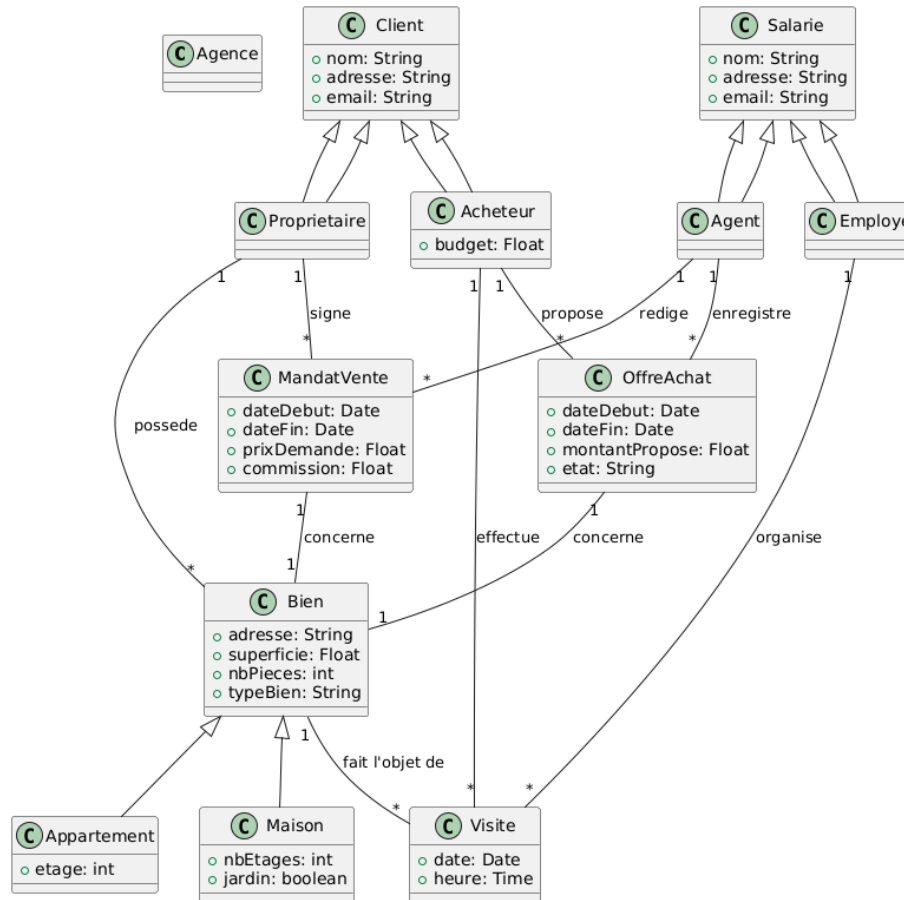 C Agence
C Client
nom: String
adresse: String
email: String
C Salarie
nom: String
adresse: String
email: String
C Proprietaire
C Acheteur
budget: Float
C Agent
C Employe
1
1
1
1
1
1
1
signe
propose
redige
enregistre
*
*
*
*
C MandatVente
dateDebut: Date
dateFin: Date
prixDemande: Float
commission: Float
C OffreAchat
dateDebut: Date
dateFin: Date
montantPropose: Float
etat: String
possede
1
1
concerne
effectue
concerne
organise
*
1
1
C Bien
adresse: String
superficie: Float
nbPieces: int
typeBien: String
1
fait l'objet de
*
*
*
C Appartement
etage: int
C Maison
nbEtages: int
jardin: boolean
C Visite
date: Date
heure: Time